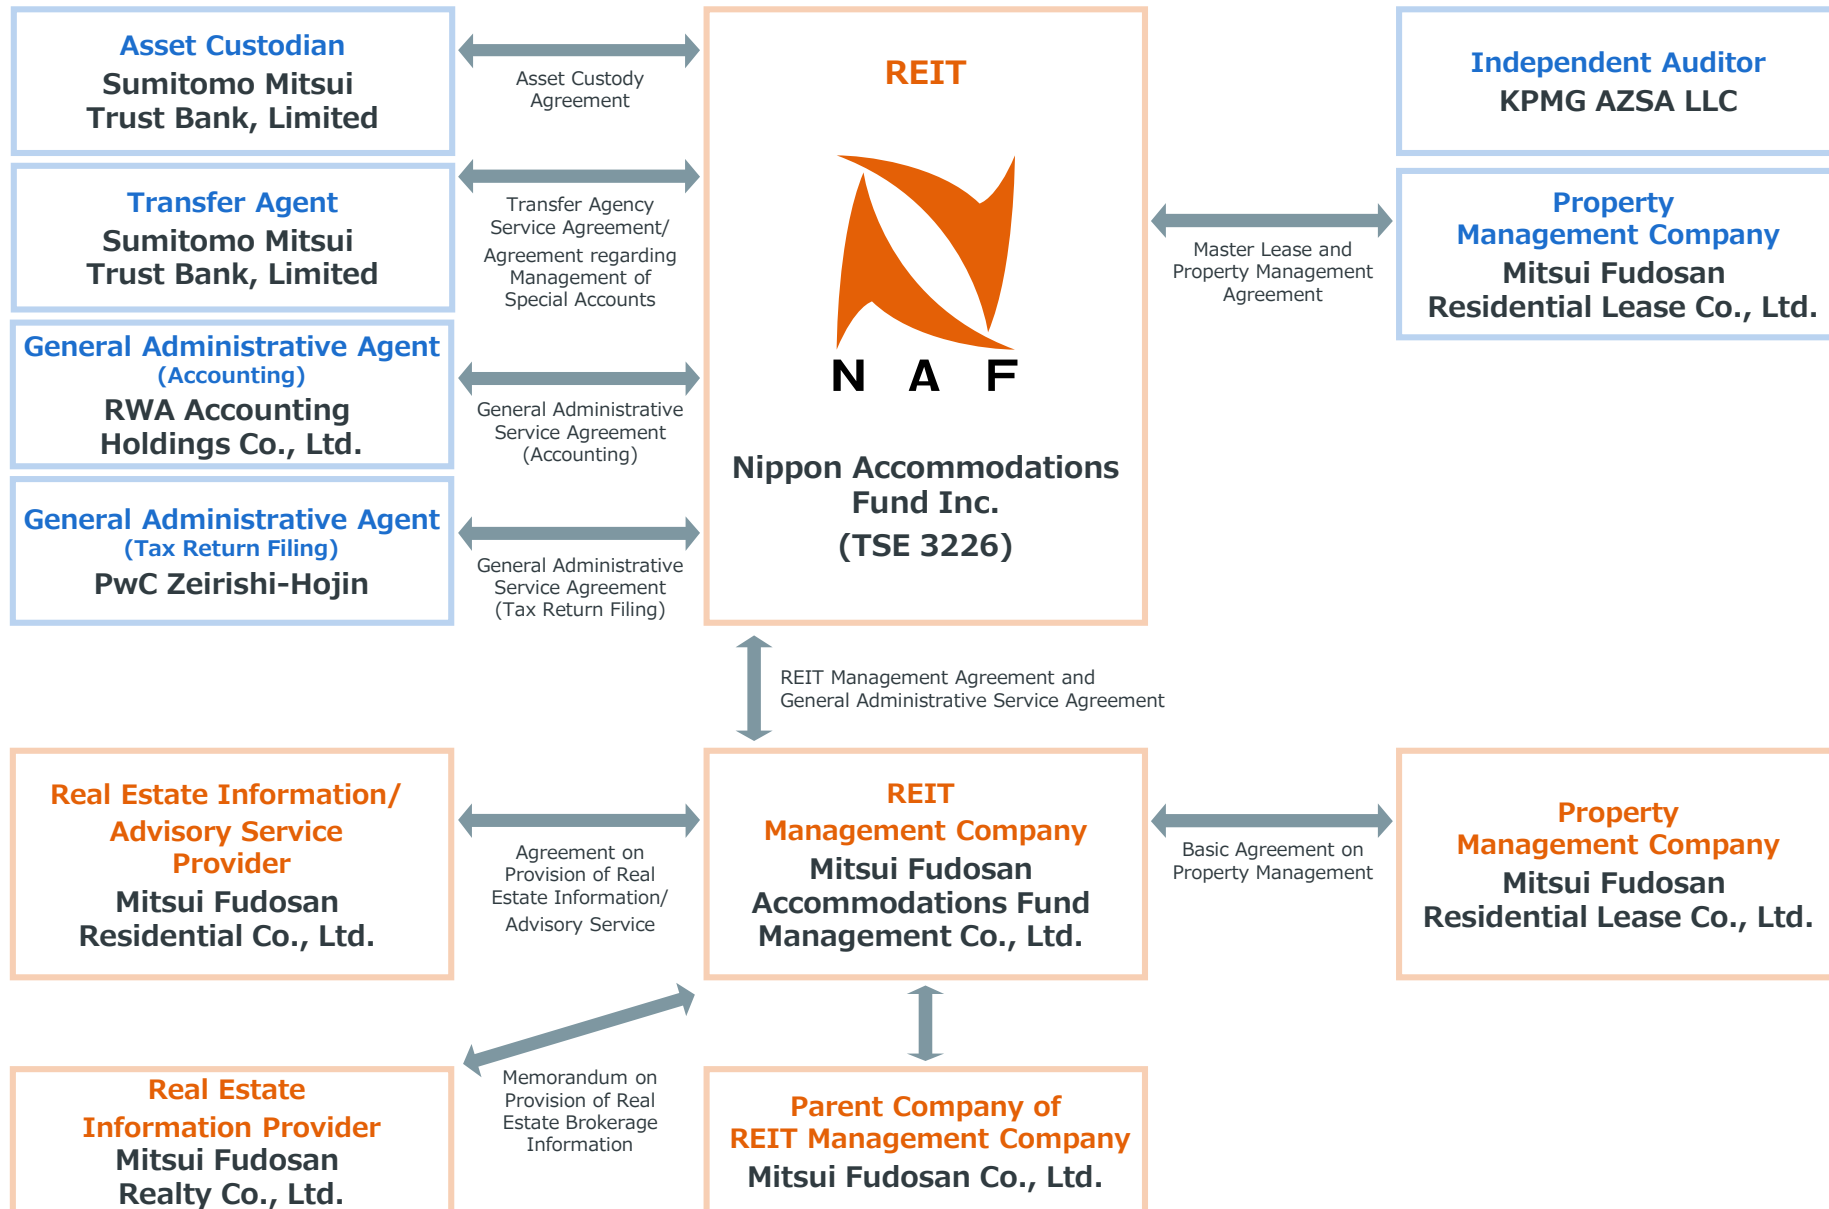 Asset Custodian
Sumitomo Mitsui
Trust Bank, Limited
Asset Custody
Agreement
Transfer Agent
Sumitomo Mitsui
Trust Bank, Limited
Transfer Agency
Service Agreement/
Agreement regarding
Management of
Special Accounts
General Administrative Agent
(Accounting)
RWA Accounting
Holdings Co., Ltd.
General Administrative
Service Agreement
(Accounting)
General Administrative Agent
(Tax Return Filing)
PwC Zeirishi-Hojin
General Administrative
Service Agreement
(Tax Return Filing)
REIT
N A F
Nippon Accommodations
Fund Inc.
(TSE 3226)
Independent Auditor
KPMG AZSA LLC
Master Lease and
Property Management
Agreement
Property
Management Company
Mitsui Fudosan
Residential Lease Co., Ltd.
REIT Management Agreement and
General Administrative Service Agreement
Real Estate Information/
Advisory Service
Provider
Mitsui Fudosan
Residential Co., Ltd.
Agreement on
Provision of Real
Estate Information/
Advisory Service
REIT
Management Company
Mitsui Fudosan
Accommodations Fund
Management Co., Ltd.
Basic Agreement on
Property Management
Property
Management Company
Mitsui Fudosan
Residential Lease Co., Ltd.
Real Estate
Information Provider
Mitsui Fudosan
Realty Co., Ltd.
Memorandum on
Provision of Real
Estate Brokerage
Information
Parent Company of
REIT Management Company
Mitsui Fudosan Co., Ltd.